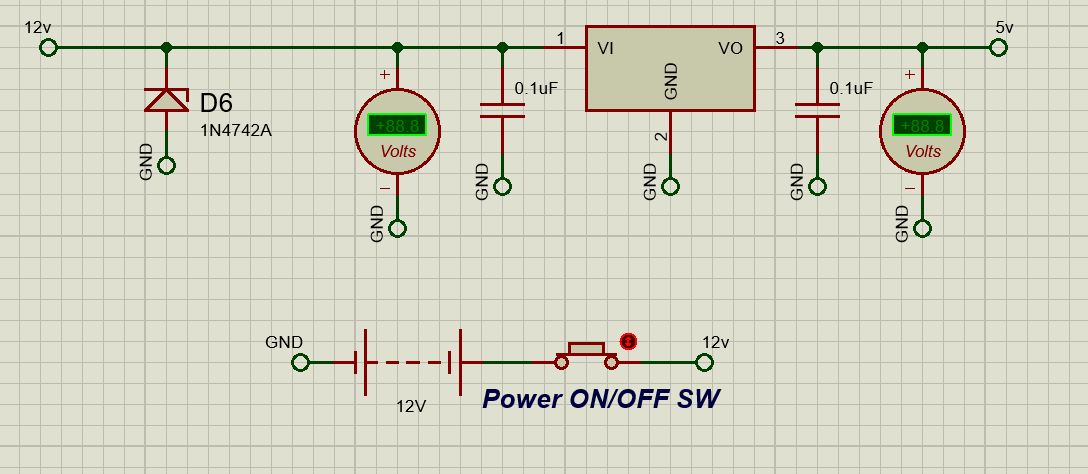 12v
5v
1
VI
VO
3
GND
2
0.1uF
0.1uF
D6
1N4742A
+88.8
Volts
+88.8
Volts
GND
GND
GND
GND
GND
GND
GND
12V
12v
Power ON/OFF SW